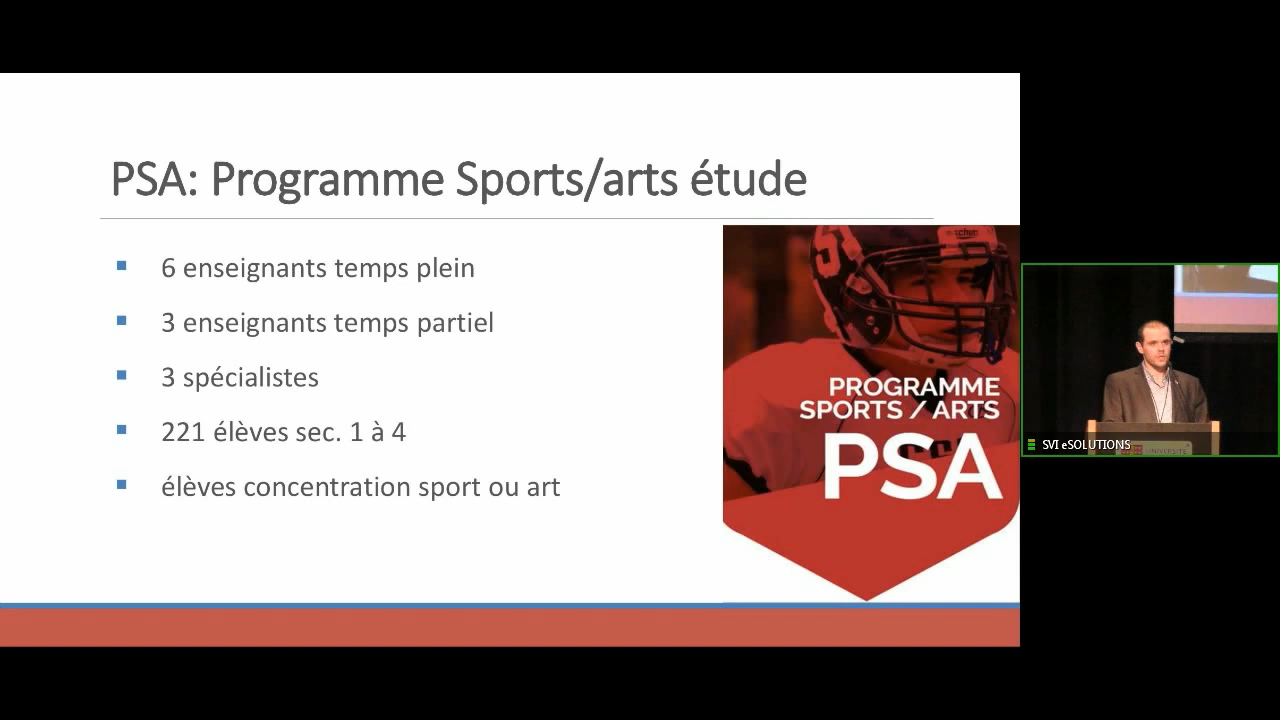 PSA: Programme Sports/arts étude
6 enseignants temps plein
3 enseignants temps partiel
3 spécialistes
221 élèves sec. 1 à 4
élèves concentration sport ou art
PROGRAMME
SPORTS / ARTS
PSA
SVI eSOLUTIONS
UNIVERSITÉ